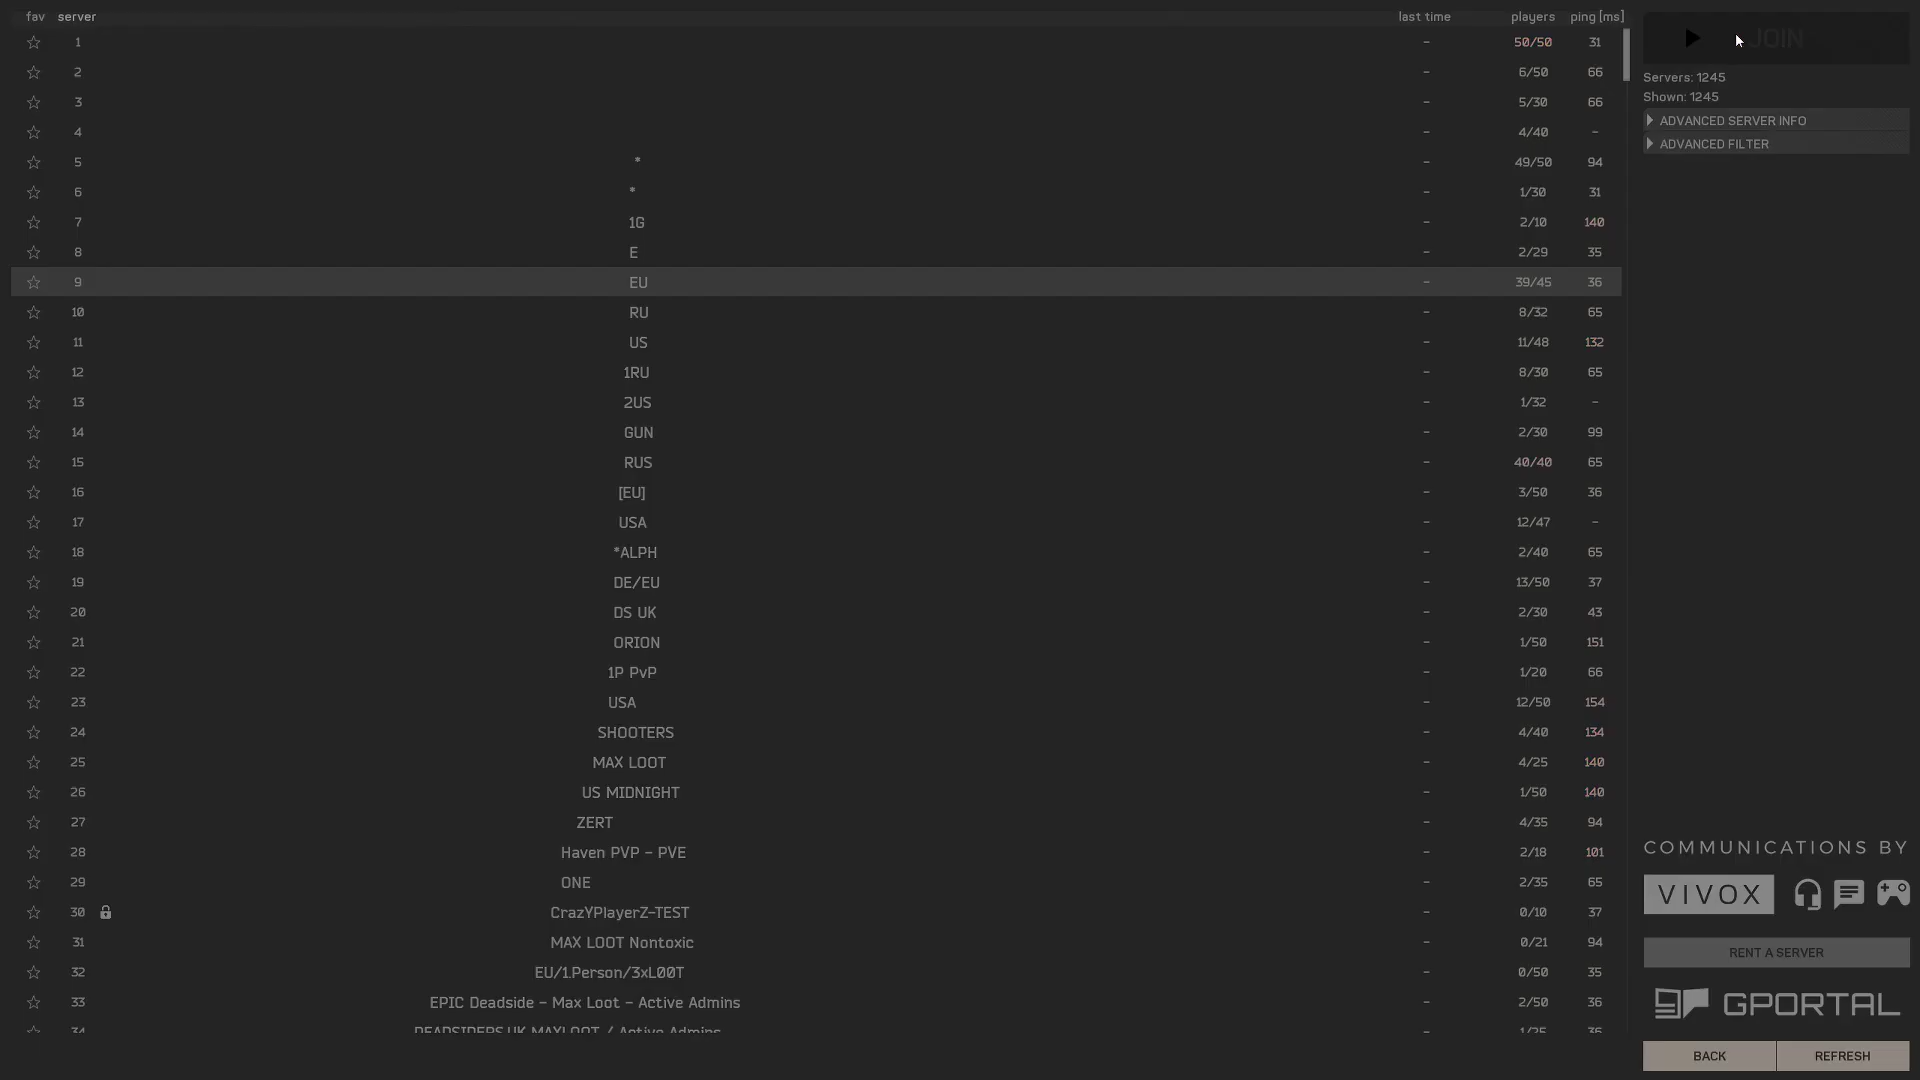 fav server last time players ping [ms]
1 - 50/50 31
2 - 6/50 66
3 - 5/30 66
4 - 4/40 -
5 * - 49/50 94
6 * - 1/30 31
7 1G - 2/10 140
8 E - 2/29 35
9 EU - 39/45 36
10 RU - 8/32 65
11 US - 11/48 132
12 1RU - 8/30 65
13 2US - 1/32 -
14 GUN - 2/30 99
15 RUS - 40/40 65
16 [EU] - 3/50 36
17 USA - 12/47 -
18 *ALPH - 2/40 65
19 DE/EU - 13/50 37
20 DS UK - 2/30 43
21 ORION - 1/50 151
22 1P PvP - 1/20 66
23 USA - 12/50 154
24 SHOOTERS - 4/40 134
25 MAX LOOT - 4/25 140
26 US MIDNIGHT - 1/50 140
27 ZERT - 4/35 94
28 Haven PVP - PVE - 2/18 101
29 ONE - 2/35 65
30 CrazYPlayerZ-TEST - 0/10 37
31 MAX LOOT Nontoxic - 0/21 94
32 EU/1.Person/3xL00T - 0/50 35
33 EPIC Deadside - Max Loot - Active Admins - 2/50 36
34 DEADSIDERS.UK MAXLOOT / Active Admins - 1/25 36
JOIN
Servers: 1245
Shown: 1245
ADVANCED SERVER INFO
ADVANCED FILTER
COMMUNICATIONS BY
VIVOX
RENT A SERVER
GPORTAL
BACK REFRESH